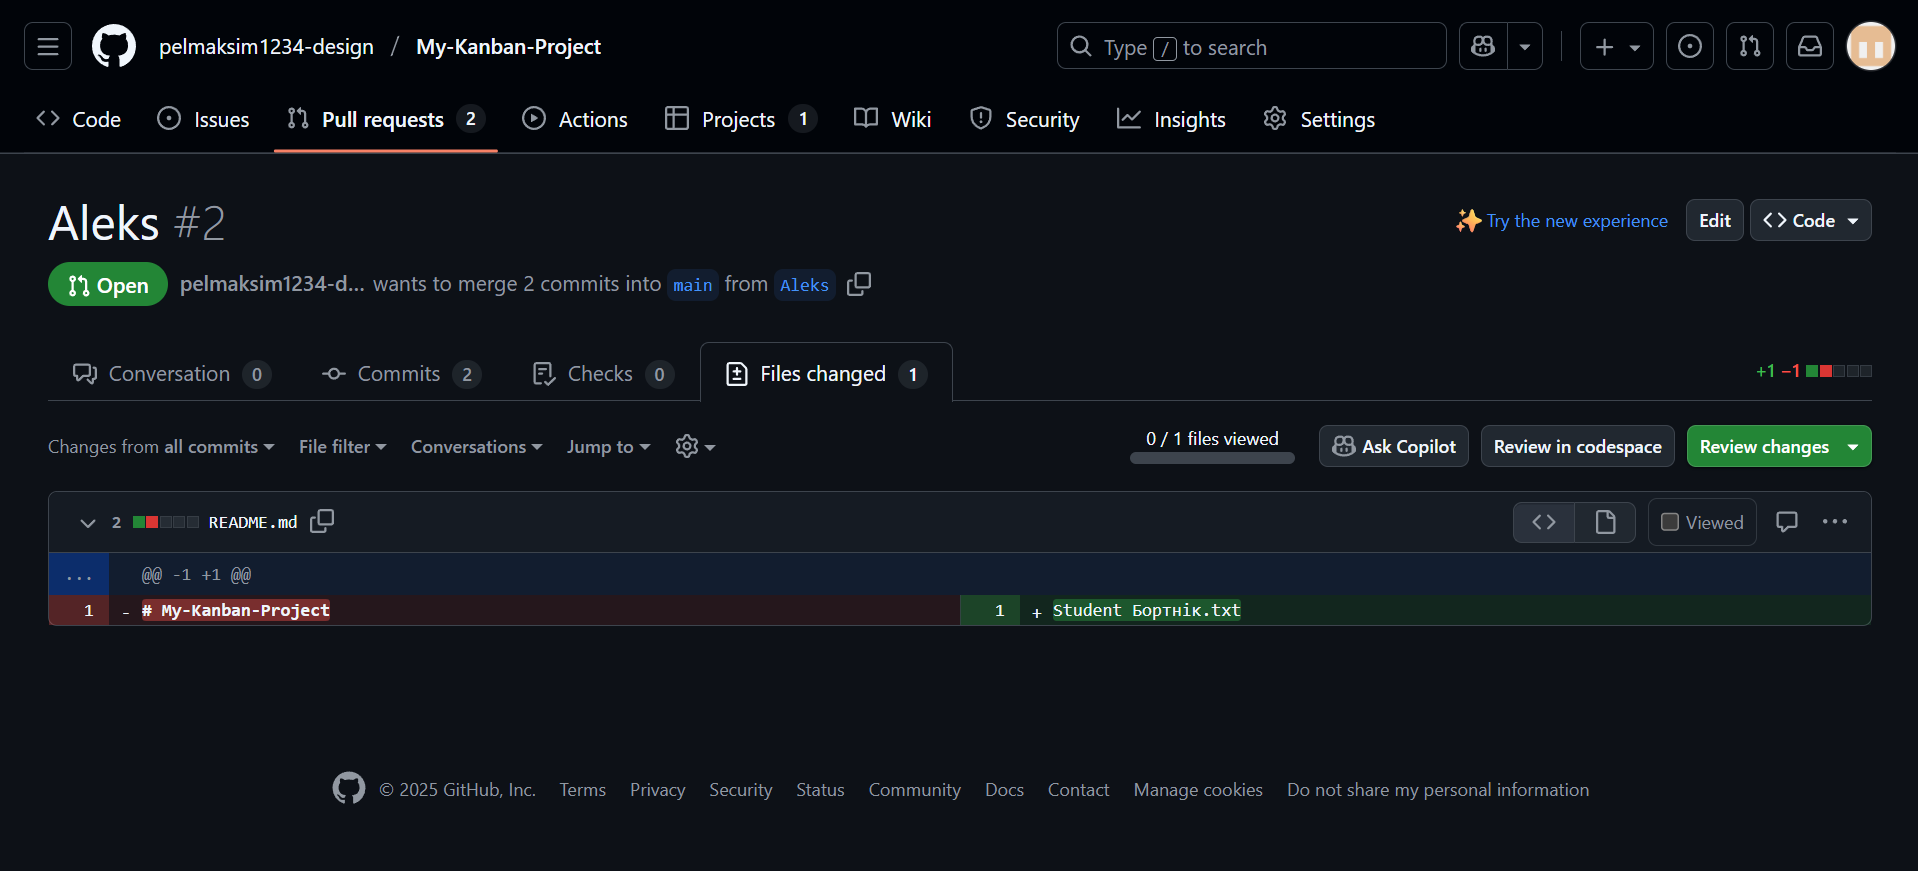 pelmaksim1234-design / My-Kanban-Project
Type / to search
Code
Issues
Pull requests 2
Actions
Projects 1
Wiki
Security
Insights
Settings
Aleks #2
Try the new experience
Edit
Code
Open
pelmaksim1234-d... wants to merge 2 commits into main from Aleks
Conversation 0
Commits 2
Checks 0
Files changed 1
+1 −1
Changes from all commits
File filter
Conversations
Jump to
0 / 1 files viewed
Ask Copilot
Review in codespace
Review changes
2 README.md
Viewed
... @@ -1 +1 @@
1 - # My-Kanban-Project
1 + Student Бортнік.txt
© 2025 GitHub, Inc.
Terms
Privacy
Security
Status
Community
Docs
Contact
Manage cookies
Do not share my personal information